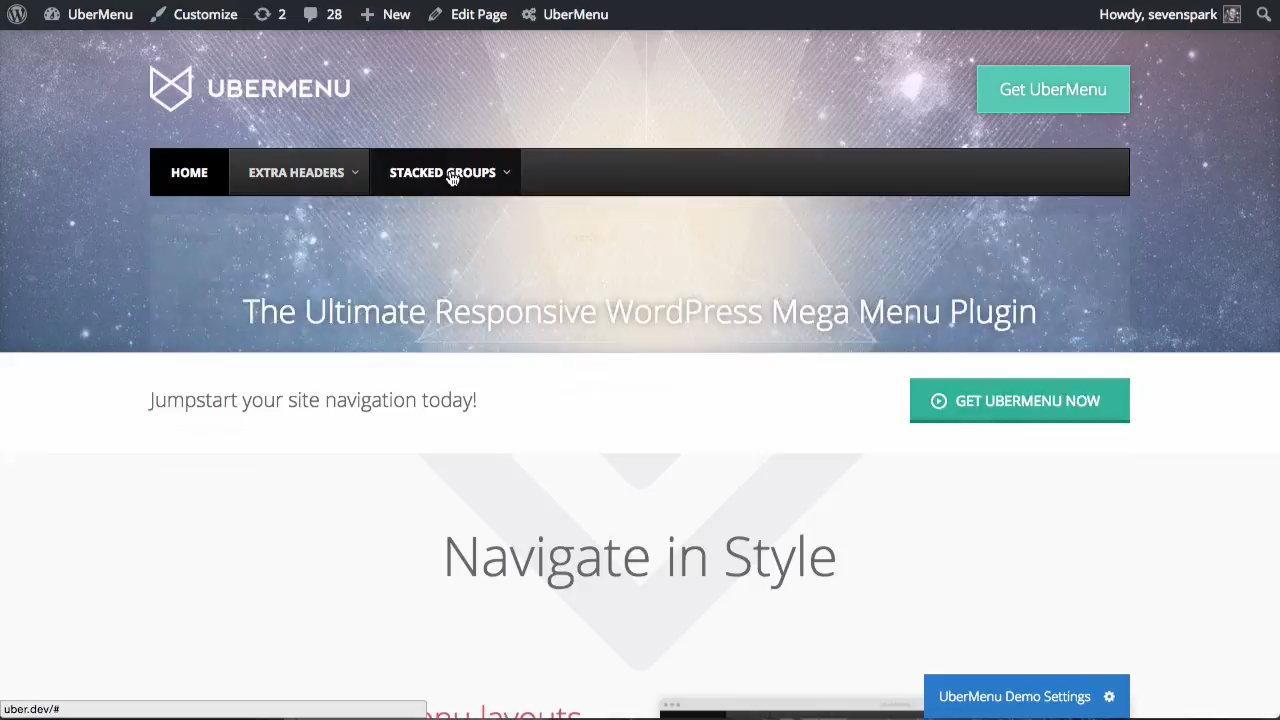 UberMenu Customize 2 28 New Edit Page UberMenu Howdy, sevenspark
UBERMENU
Get UberMenu
HOME EXTRA HEADERS STACKED GROUPS
The Ultimate Responsive WordPress Mega Menu Plugin
Jumpstart your site navigation today!
GET UBERMENU NOW
Navigate in Style
UberMenu Demo Settings
uber.dev/#
layouts